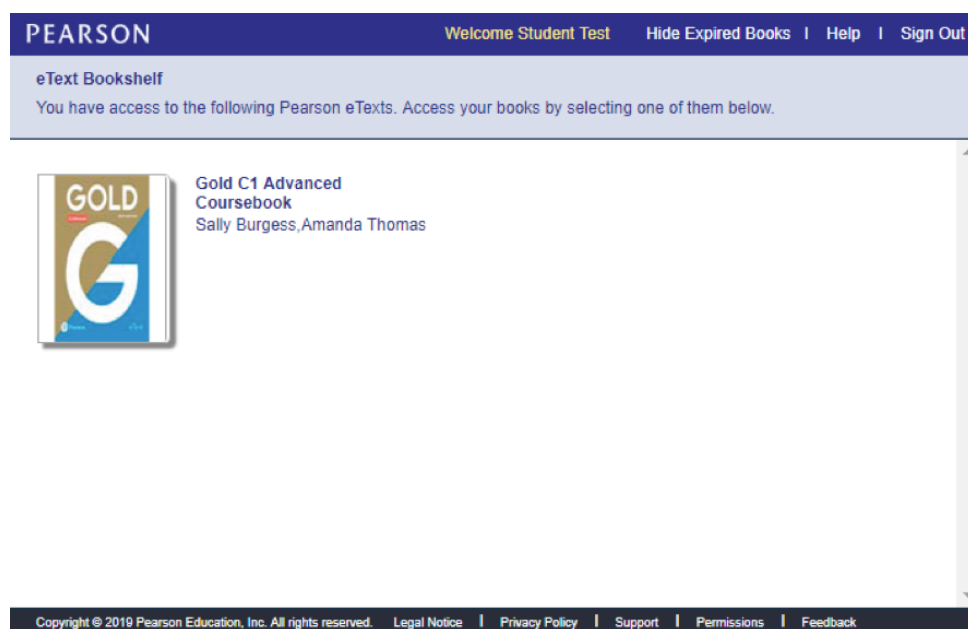 PEARSON Welcome Student Test Hide Expired Books | Help | Sign Out
eText Bookshelf
You have access to the following Pearson eTexts. Access your books by selecting one of them below.
GOLD
G
Gold C1 Advanced
Coursebook
Sally Burgess,Amanda Thomas
Copyright © 2019 Pearson Education, Inc. All rights reserved. Legal Notice | Privacy Policy | Support | Permissions | Feedback